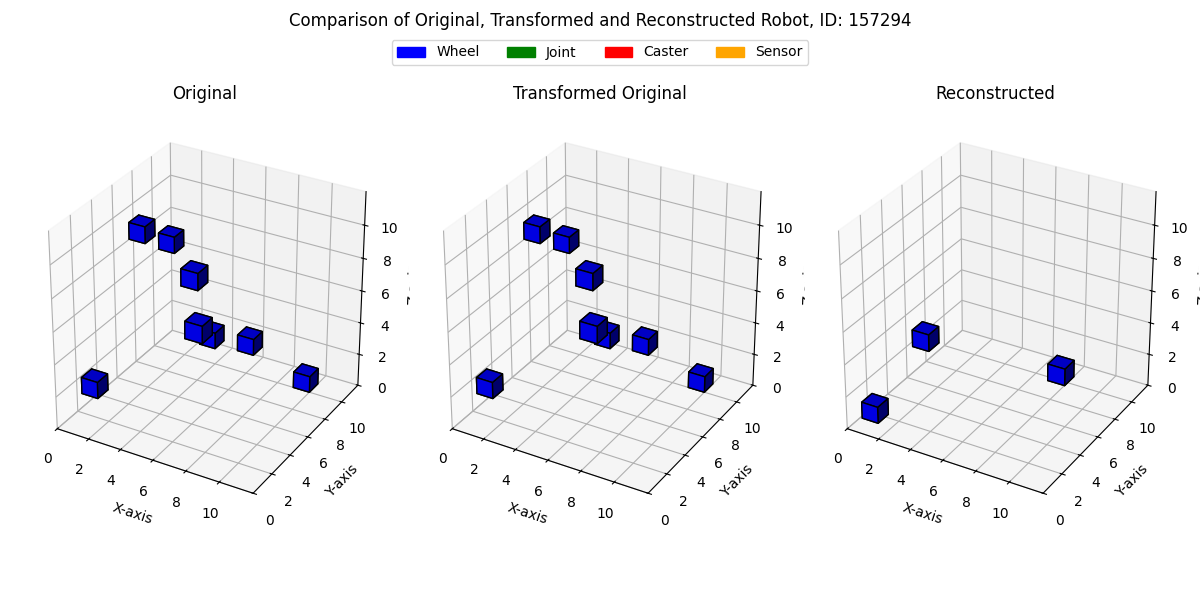 Comparison of Original, Transformed and Reconstructed Robot, ID: 157294
Wheel Joint Caster Sensor
Original Transformed Original Reconstructed
10 10 10
8 8 8
6 6 6
4 4 4
2 2 2
0 0 0
10 10 10
8 8 8
6 6 6
4 4 4
2 2 2
0 0 0
0 2 4 6 8 10 0 2 4 6 8 10 0 2 4 6 8 10
X-axis Y-axis X-axis Y-axis X-axis Y-axis